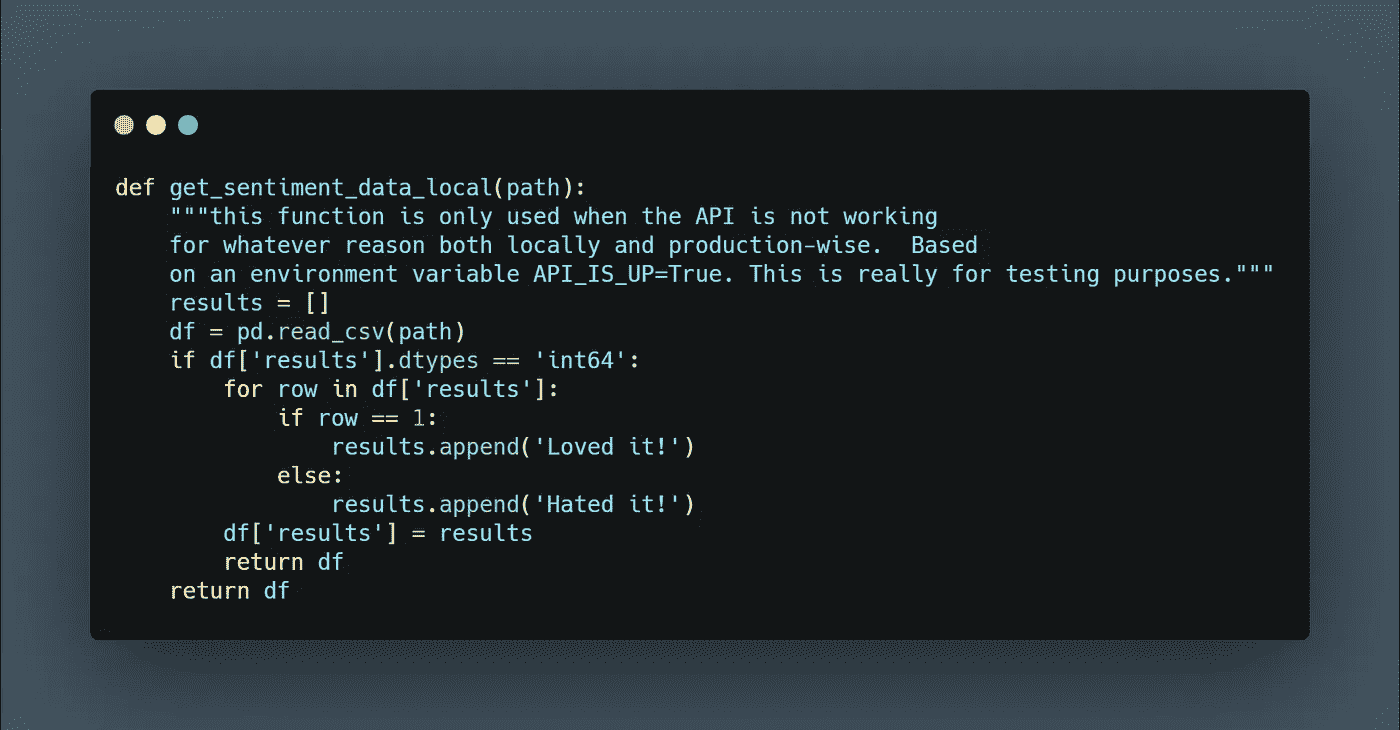 def get_sentiment_data_local(path):
    """this function is only used when the API is not working
    for whatever reason both locally and production-wise.  Based
    on an environment variable API_IS_UP=True. This is really for testing purposes."""
    results = []
    df = pd.read_csv(path)
    if df['results'].dtypes == 'int64':
        for row in df['results']:
            if row == 1:
                results.append('Loved it!')
            else:
                results.append('Hated it!')
        df['results'] = results
        return df
    return df